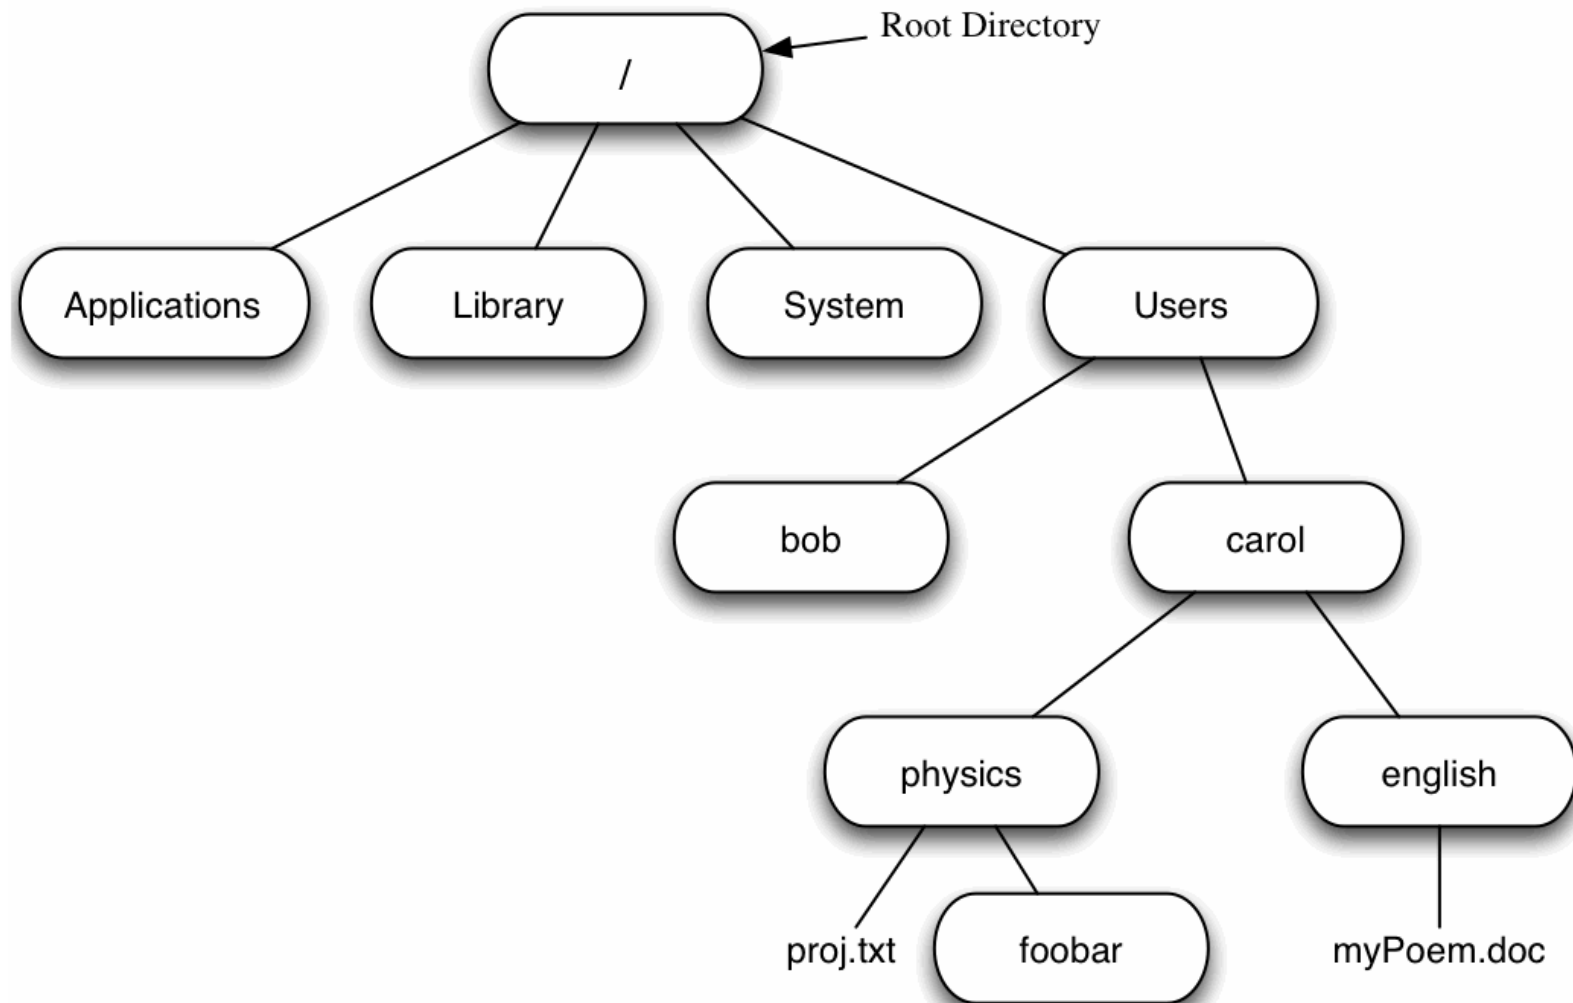 Root Directory
/
Applications
Library
System
Users
bob
carol
physics
english
proj.txt
foobar
myPoem.doc